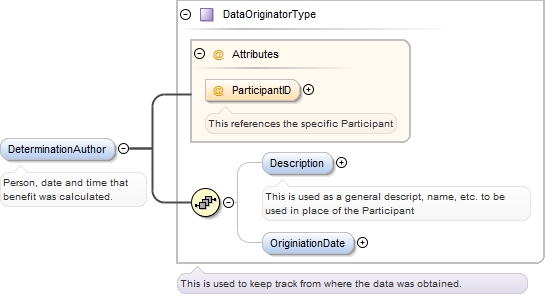 DataOriginatorType
@ Attributes
@ ParticipantID
This references the specific Participant
DeterminationAuthor
Person, date and time that
benefit was calculated.
Description
This is used as a general descript, name, etc. to be
used in place of the Participant
OriginiationDate
This is used to keep track from where the data was obtained.